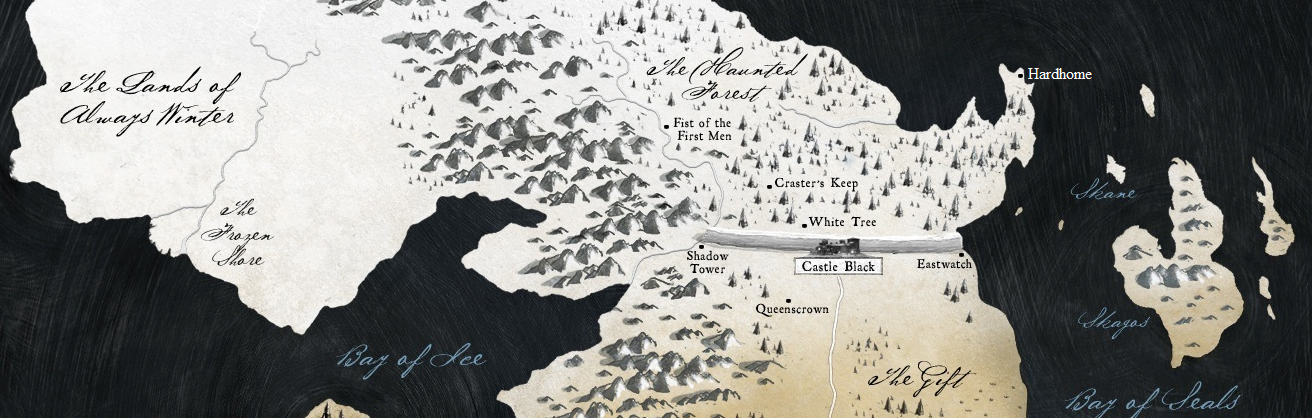 The Lands of
Always Winter
The
Frozen
Shore
The Haunted
Forest
Hardhome
Fist of the
First Men
Craster's Keep
White Tree
Shadow
Tower
Castle Black
Eastwatch
Queenscrown
Skane
Skagos
Bay of Ice
The Gift
Bay of Seals